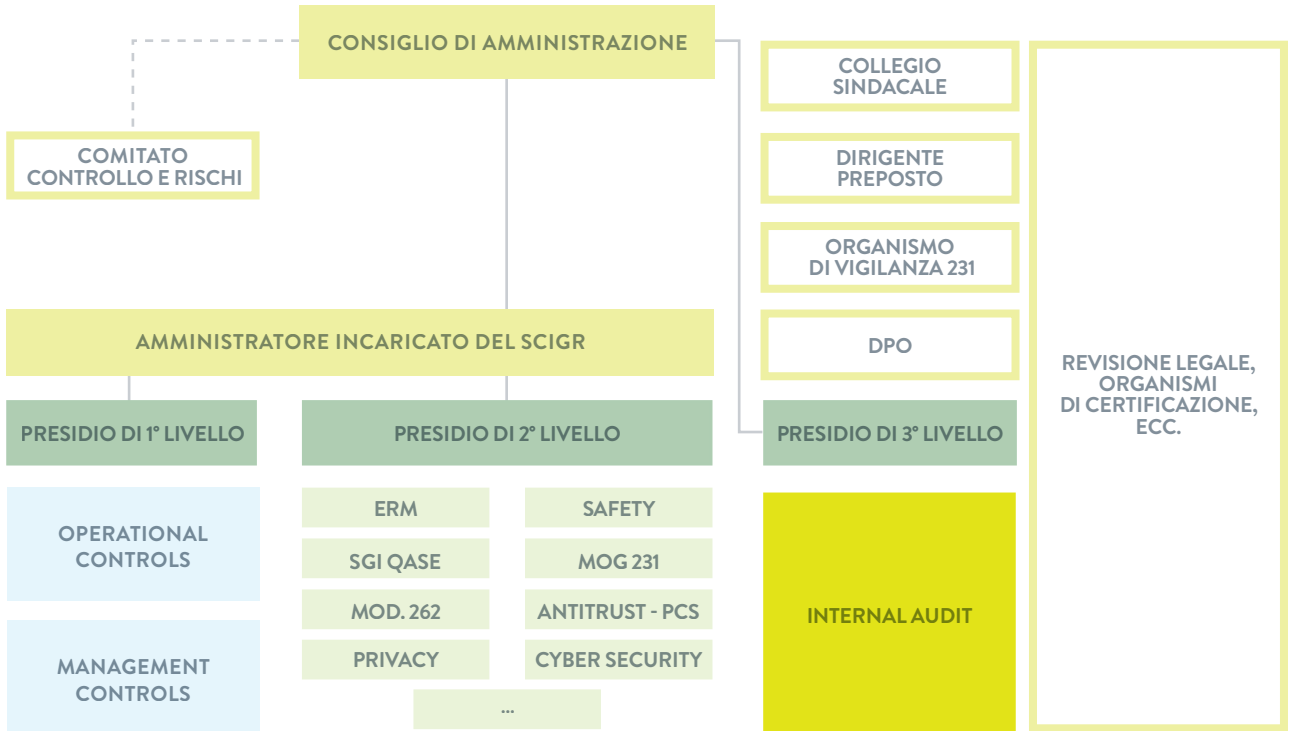 CONSIGLIO DI AMMINISTRAZIONE
COMITATO
CONTROLLO E RISCHI
COLLEGIO
SINDACALE
DIRIGENTE
PREPOSTO
ORGANISMO
DI VIGILANZA 231
DPO
REVISIONE LEGALE,
ORGANISMI
DI CERTIFICAZIONE,
ECC.
AMMINISTRATORE INCARICATO DEL SCIGR
PRESIDIO DI 1° LIVELLO
PRESIDIO DI 2° LIVELLO
PRESIDIO DI 3° LIVELLO
OPERATIONAL
CONTROLS
MANAGEMENT
CONTROLS
ERM
SAFETY
SGI QASE
MOG 231
MOD. 262
ANTITRUST - PCS
PRIVACY
CYBER SECURITY
...
INTERNAL AUDIT